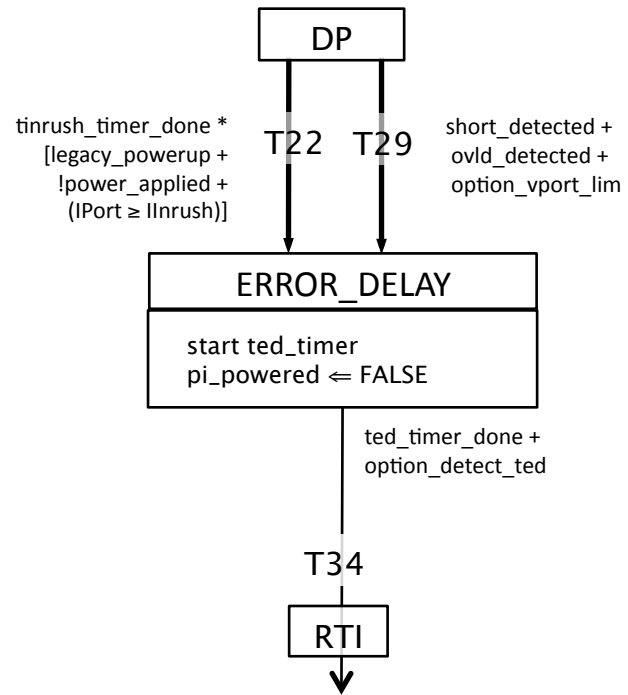 DP
tinrush_timer_done *
[legacy_powerup +
!power_applied +
(IPort ≥ IInrush)]
T22
T29
short_detected +
ovld_detected +
option_vport_lim
ERROR_DELAY
start ted_timer
pi_powered ⇐ FALSE
ted_timer_done +
option_detect_ted
T34
RTI